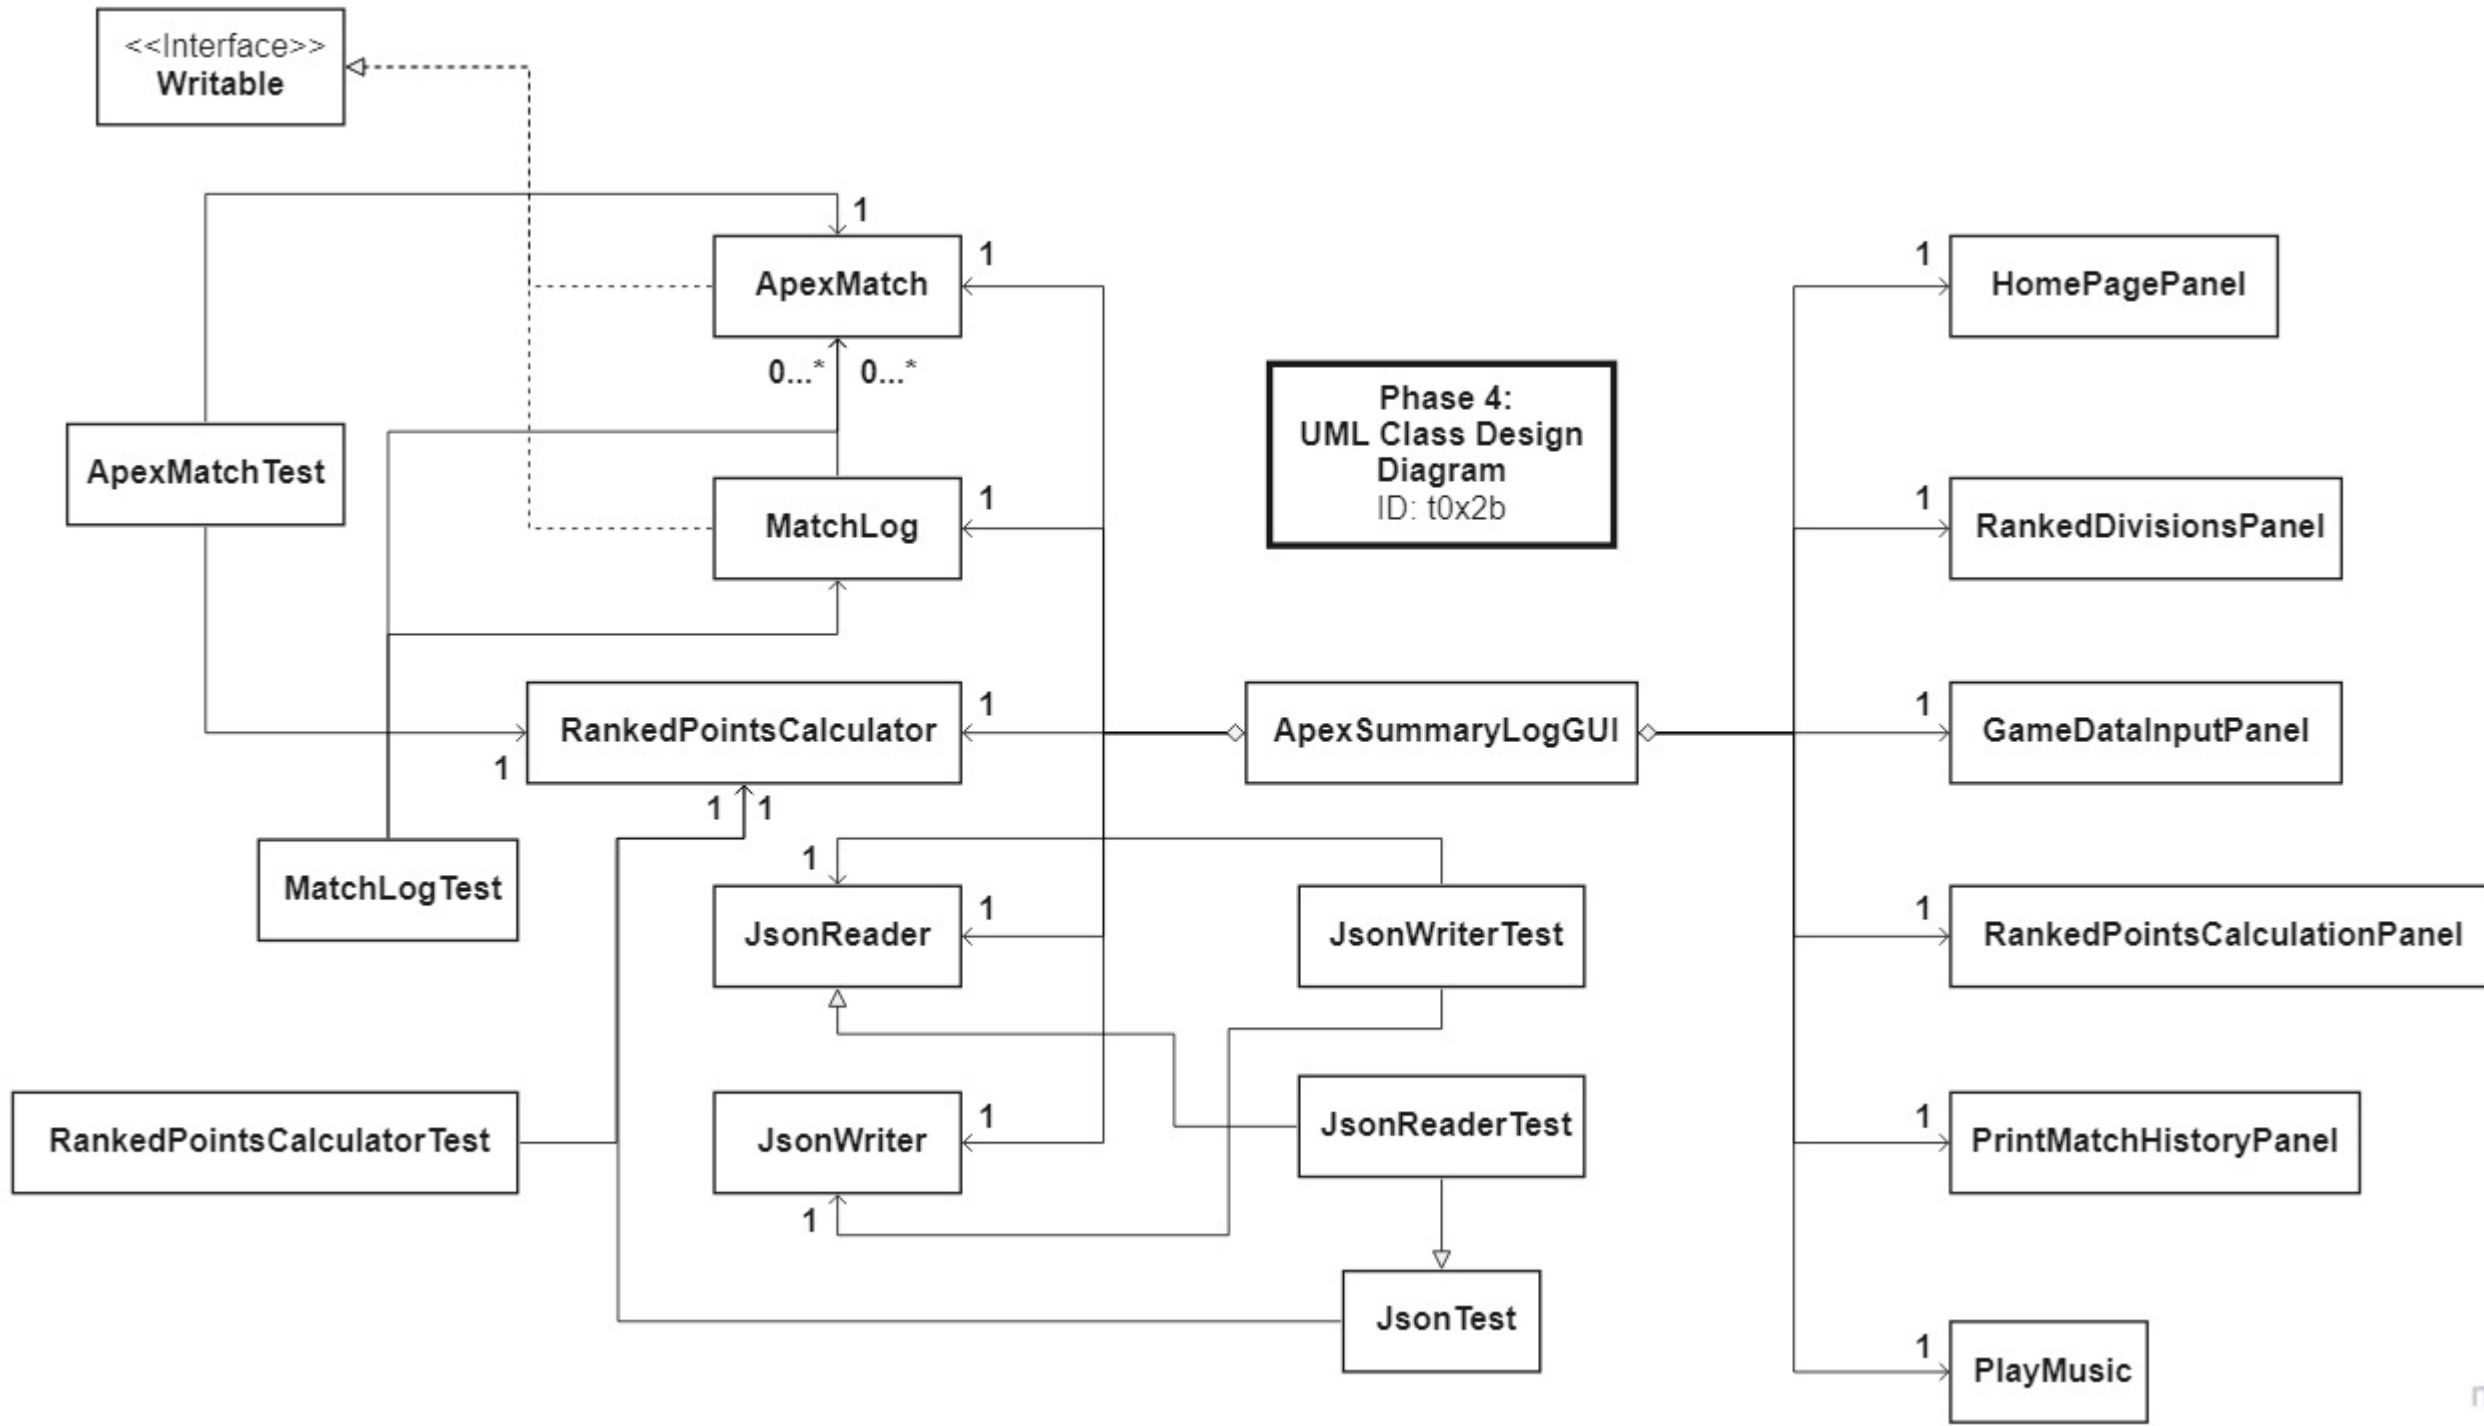 <<Interface>>
Writable
1
ApexMatch
1
0...*
0...*
1
HomePagePanel
Phase 4:
UML Class Design
Diagram
ID: t0x2b
ApexMatchTest
MatchLog
1
1
RankedDivisionsPanel
RankedPointsCalculator
1
1
1
1
ApexSummaryLogGUI
1
GameDataInputPanel
MatchLogTest
1
JsonReader
1
JsonWriterTest
1
RankedPointsCalculationPanel
RankedPointsCalculatorTest
JsonWriter
1
1
JsonReaderTest
1
PrintMatchHistoryPanel
JsonTest
1
PlayMusic